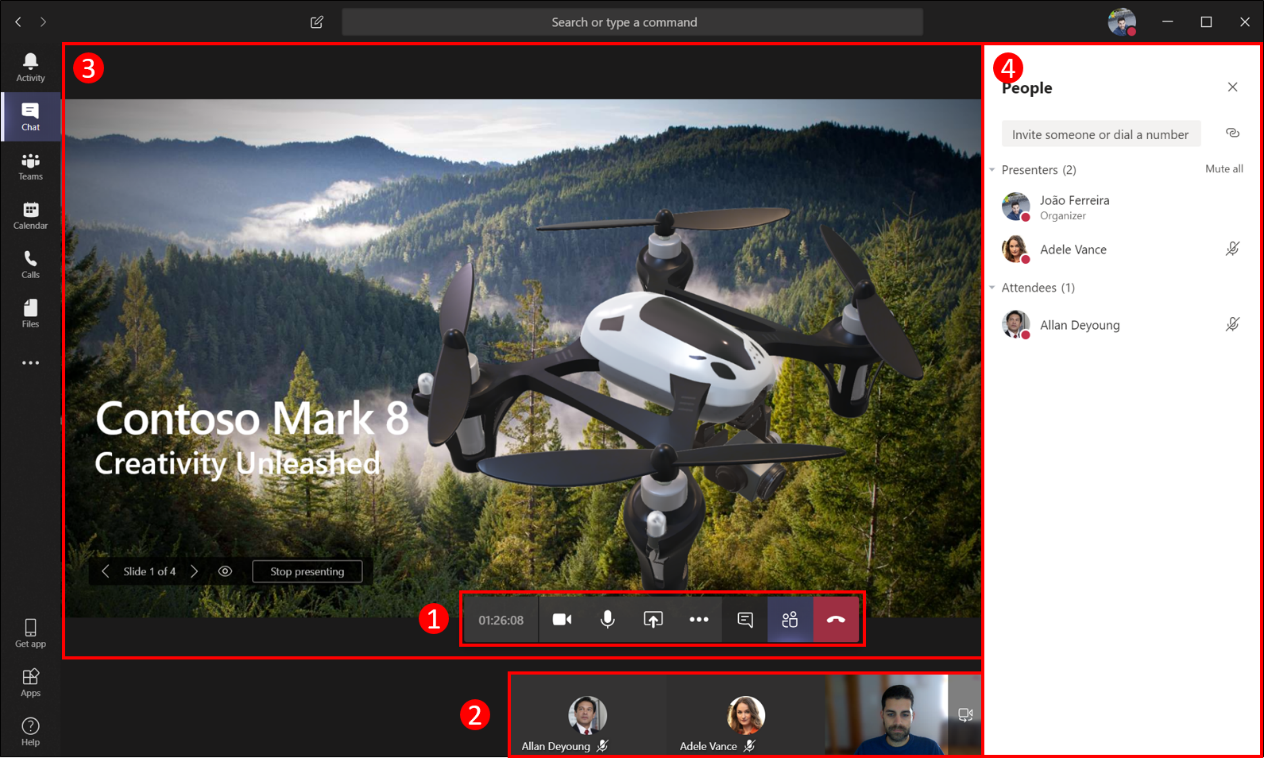 Search or type a command
Activity
Chat
Teams
Calendar
Calls
Files
Get app
Apps
Help
3
Contoso Mark 8
Creativity Unleashed
Slide 1 of 4
Stop presenting
1
01:26:08
2
Allan Deyoung
Adele Vance
4
People
Invite someone or dial a number
Presenters (2)
Mute all
João Ferreira
Organizer
Adele Vance
Attendees (1)
Allan Deyoung